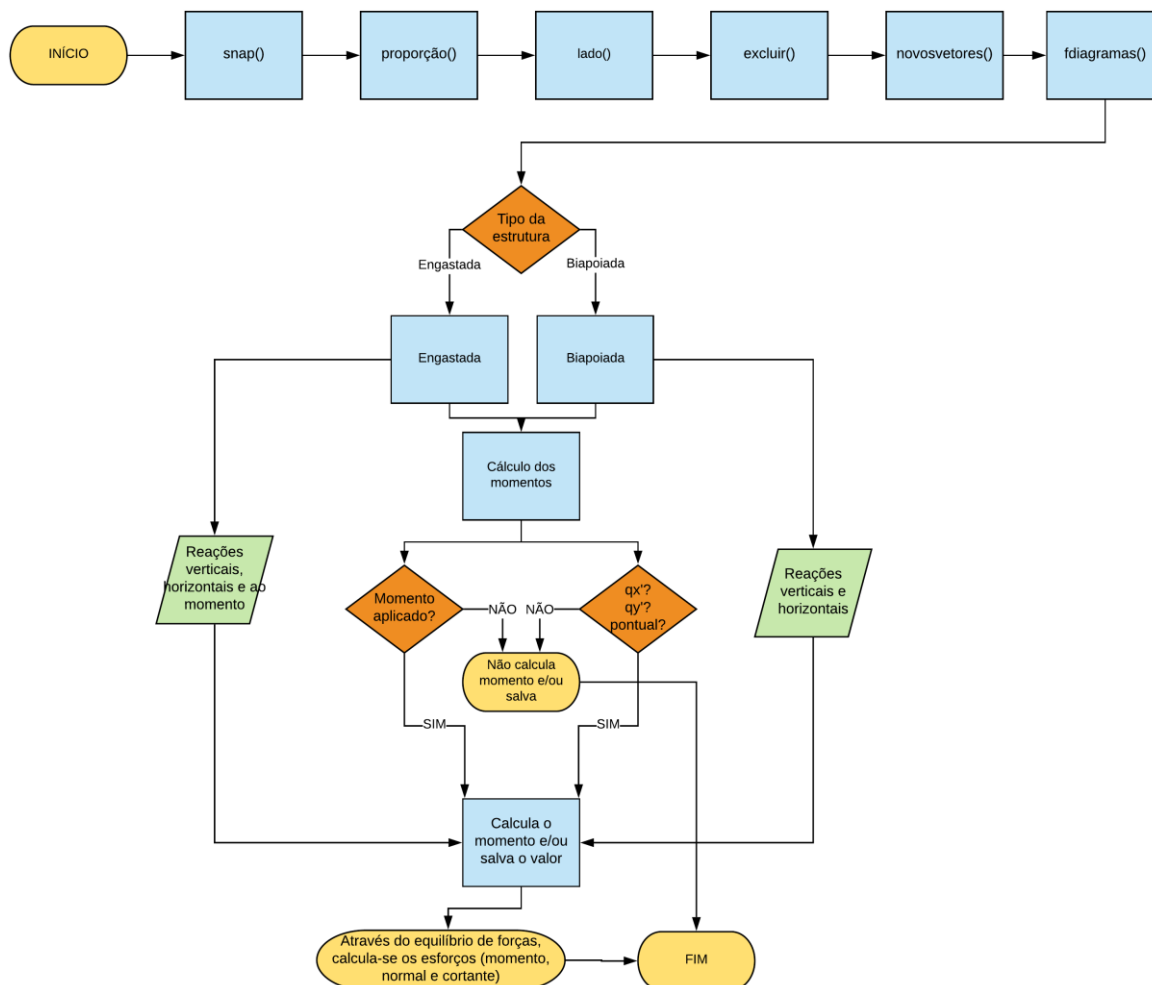 INÍCIO
snap()
proporção()
lado()
excluir()
novosvetores()
fdiagramas()
Tipo da
estrutura
Engastada
Biapoiada
Engastada
Biapoiada
Cálculo dos
momentos
Reações
verticais,
horizontais e ao
momento
Momento
aplicado?
NÃO
NÃO
qx'?
qy'?
pontual?
Reações
verticais e
horizontais
Não calcula
momento e/ou
salva
SIM
SIM
Calcula o
momento e/ou
salva o valor
Através do equilíbrio de forças,
calcula-se os esforços (momento,
normal e cortante)
FIM